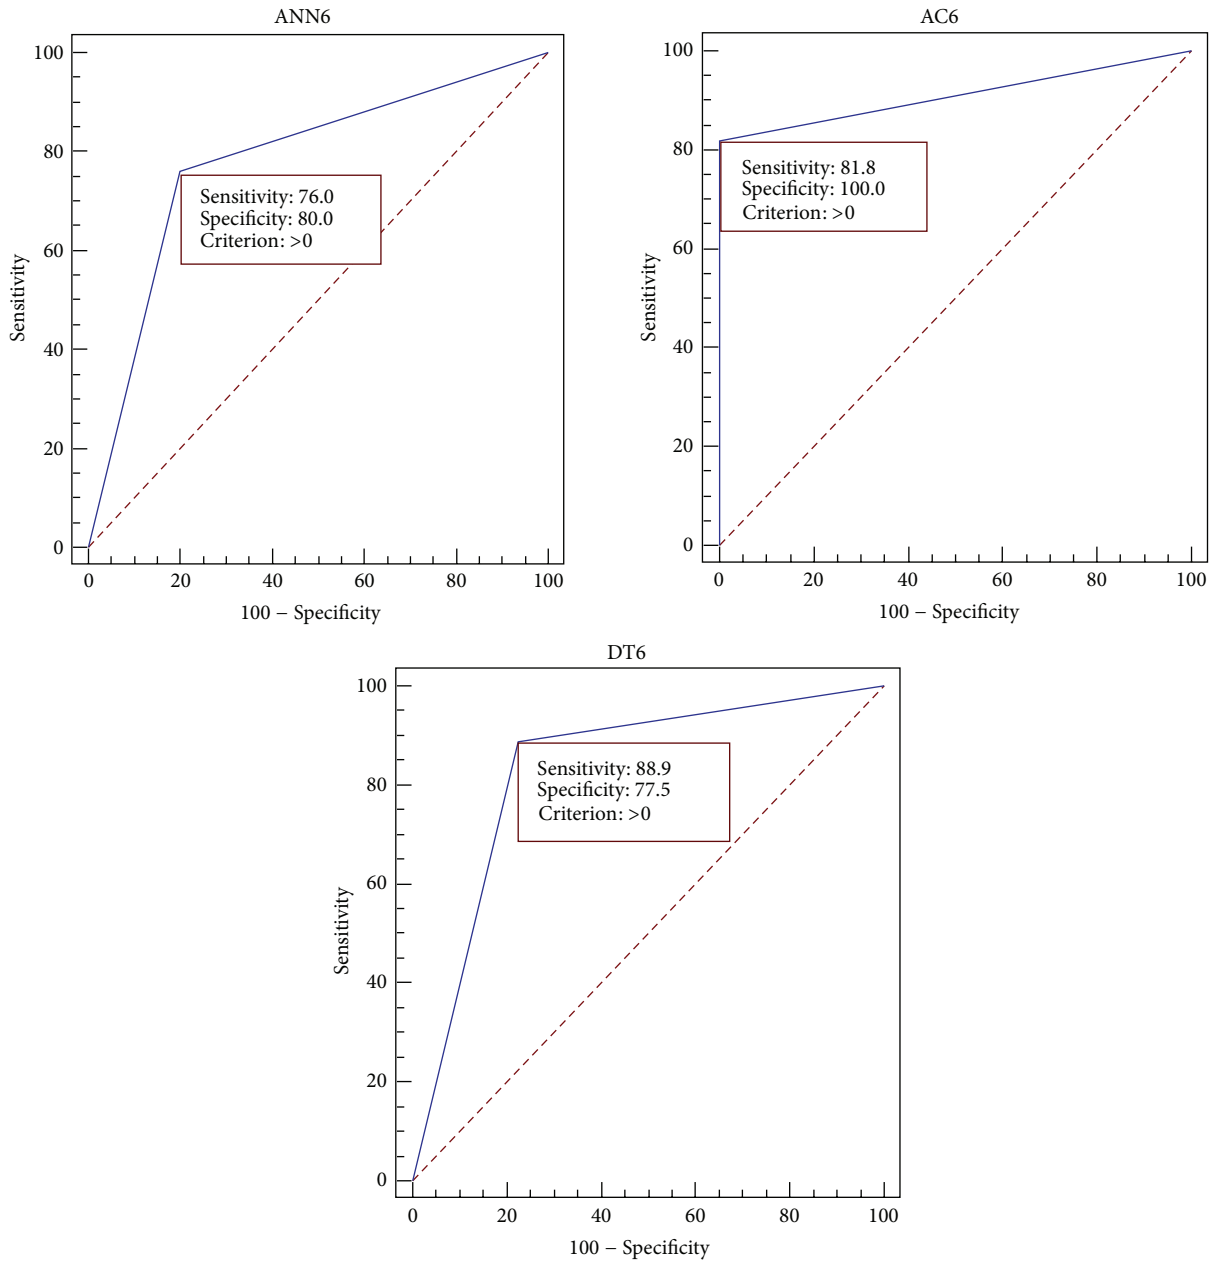 ANN6
100
80
60
40
20
0
Sensitivity
Sensitivity: 76.0
Specificity: 80.0
Criterion: >0
0 20 40 60 80 100
100 − Specificity
AC6
100
80
60
40
20
0
Sensitivity
Sensitivity: 81.8
Specificity: 100.0
Criterion: >0
0 20 40 60 80 100
100 − Specificity
DT6
100
80
60
40
20
0
Sensitivity
Sensitivity: 88.9
Specificity: 77.5
Criterion: >0
0 20 40 60 80 100
100 − Specificity